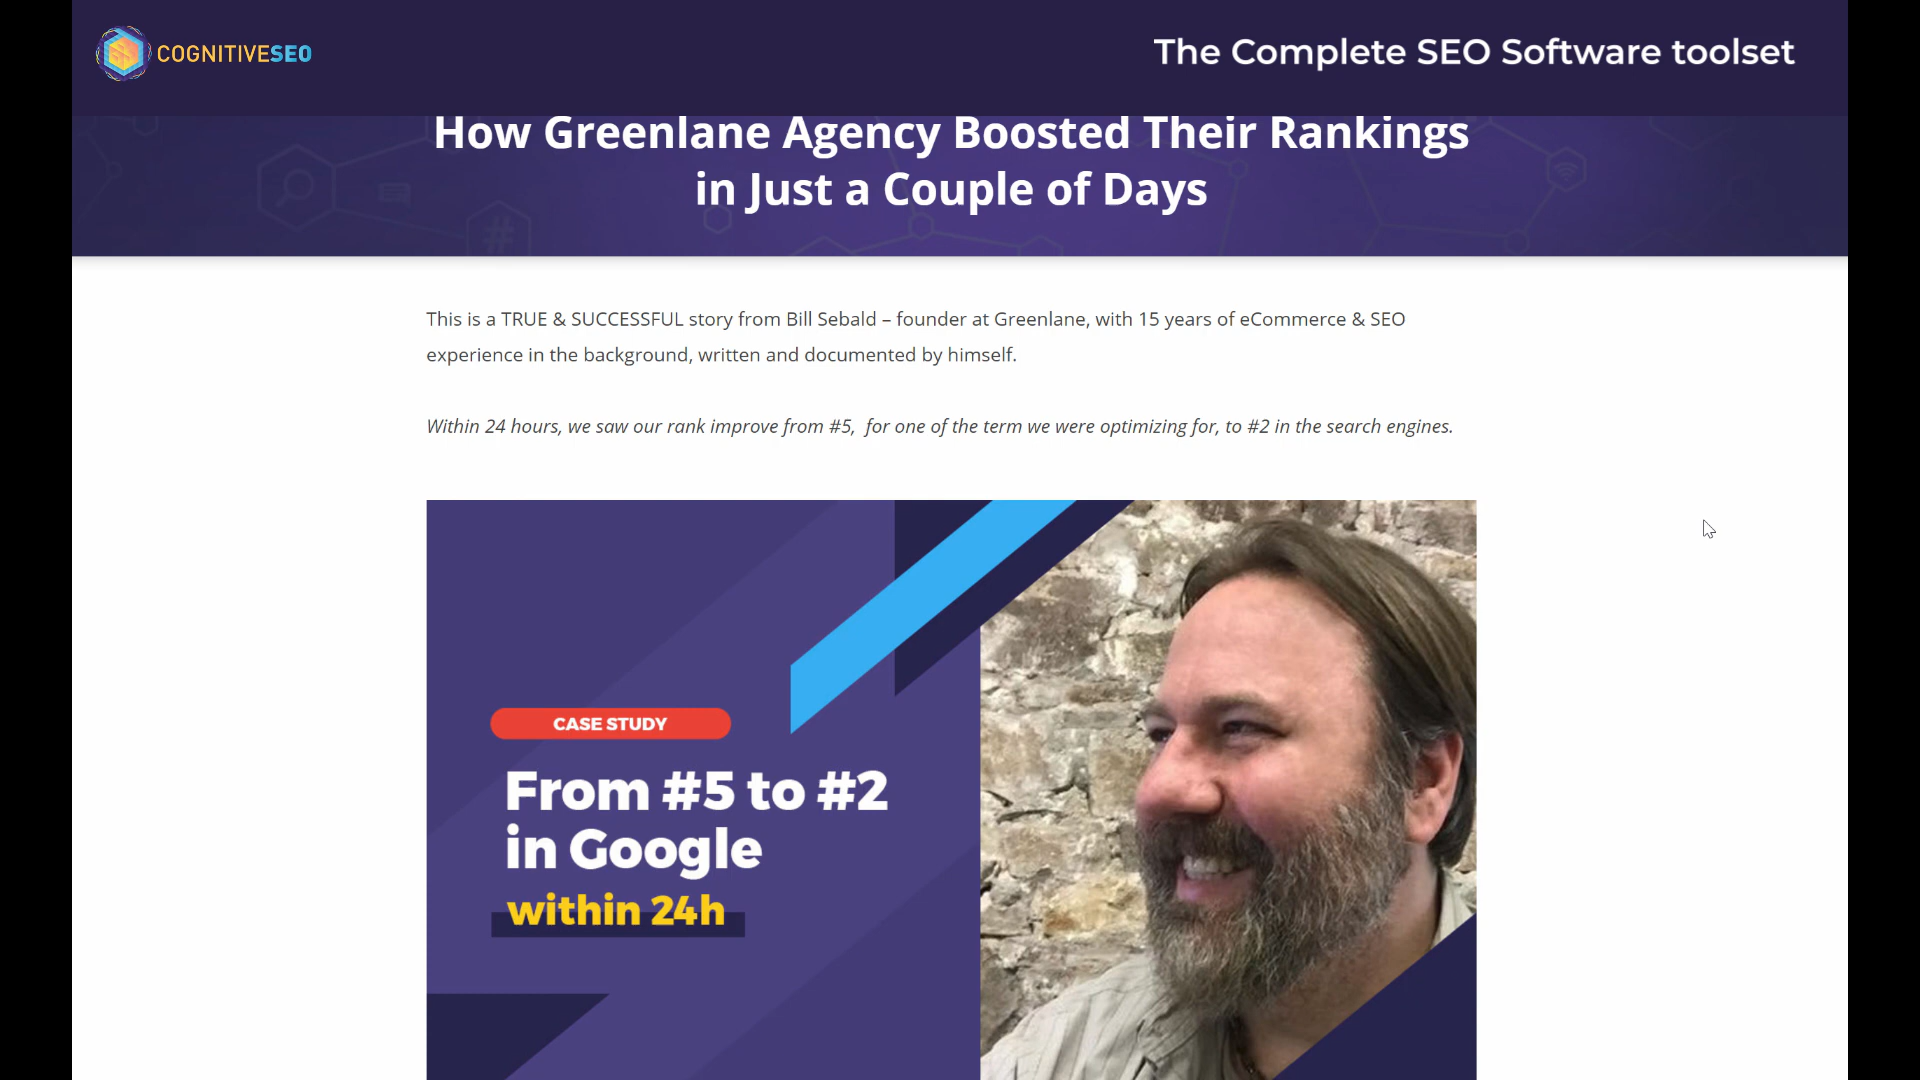 COGNITIVESEO
The Complete SEO Software toolset
How Greenlane Agency Boosted Their Rankings
in Just a Couple of Days
This is a TRUE & SUCCESSFUL story from Bill Sebald – founder at Greenlane, with 15 years of eCommerce & SEO
experience in the background, written and documented by himself.
Within 24 hours, we saw our rank improve from #5,  for one of the term we were optimizing for, to #2 in the search engines.
CASE STUDY
From #5 to #2
in Google
within 24h